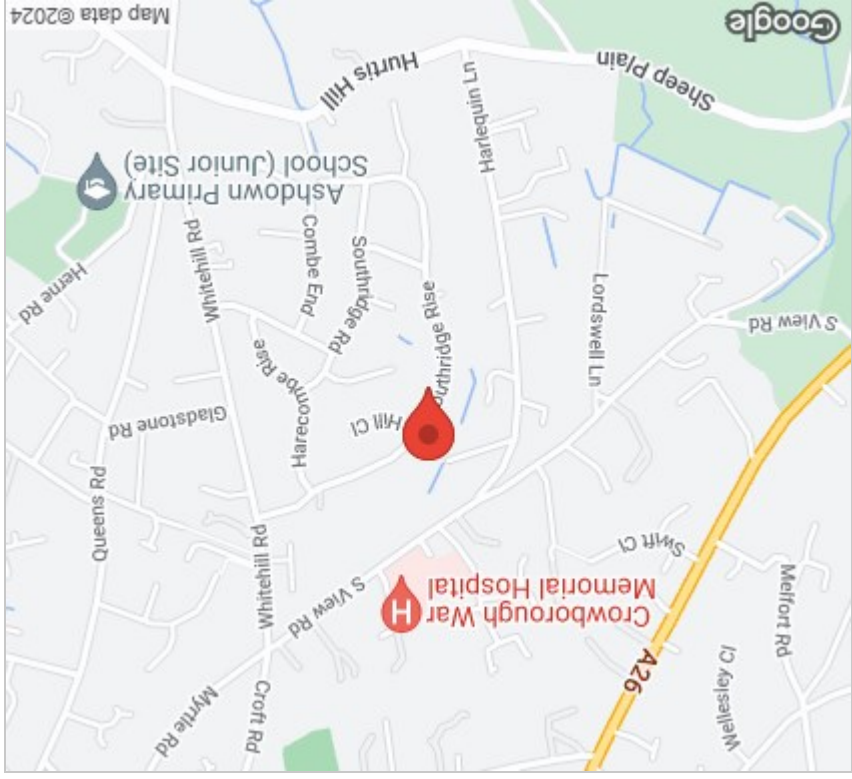 Myrtle Rd
Croft Rd
Wellesley Cl
A26
Melfort Rd
Crowborough War
Memorial Hospital
H
S View Rd
Whitehill Rd
Swift Cl
Queens Rd
Gladstone Rd
Harecombe Rise
Hill Cl
outhridge Rise
Lordswell Ln
S View Rd
Herne Rd
Whitehill Rd
Combe End
Southridge Rd
Ashdown Primary
School (Junior Site)
Harlequin Ln
Hurtis Hill
Sheep Plain
Google
Map data ©2024